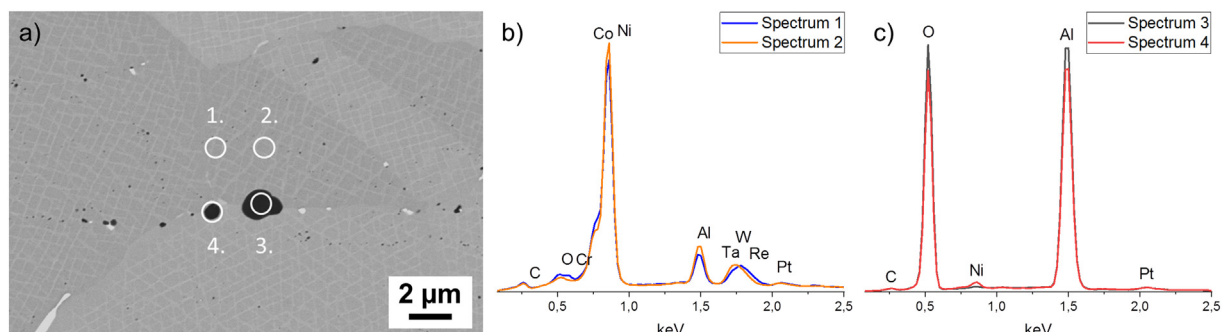 a)
1. 2.
4. 3.
2 µm
b)
Spectrum 1
Spectrum 2
Co Ni
C O Cr Al Ta W Re Pt
0,5 1,0 1,5 2,0 2,5
keV
c)
Spectrum 3
Spectrum 4
O Al
C Ni Pt
0,5 1,0 1,5 2,0 2,5
keV